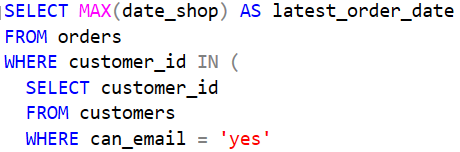 SELECT MAX(date_shop) AS latest_order_date
FROM orders
WHERE customer_id IN (
  SELECT customer_id
  FROM customers
  WHERE can_email = 'yes'